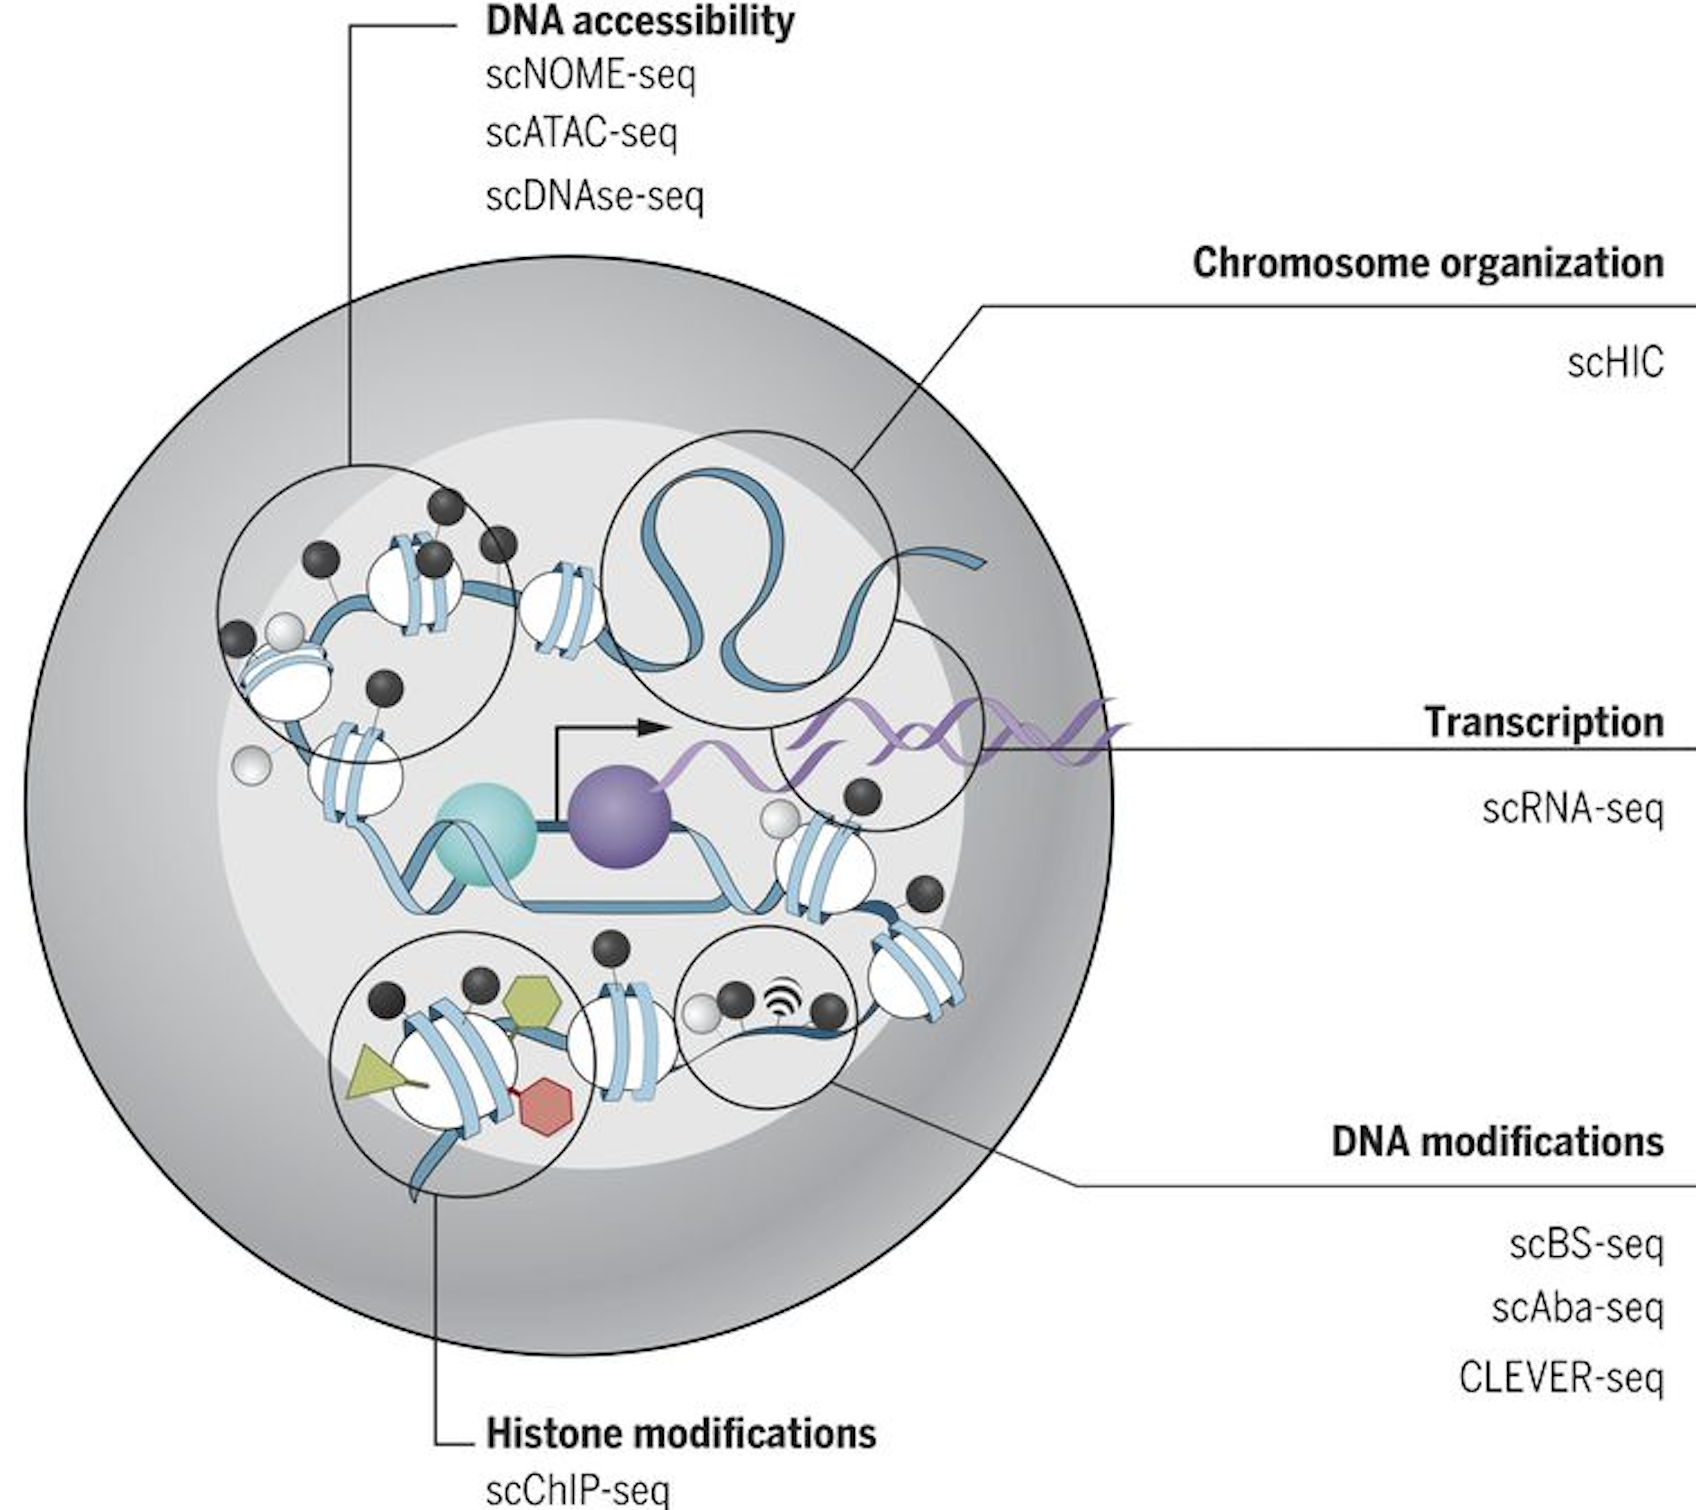 DNA accessibility
scNOME-seq
scATAC-seq
scDNAse-seq
Chromosome organization
scHIC
Transcription
scRNA-seq
DNA modifications
scBS-seq
scAba-seq
CLEVER-seq
Histone modifications
scChIP-seq